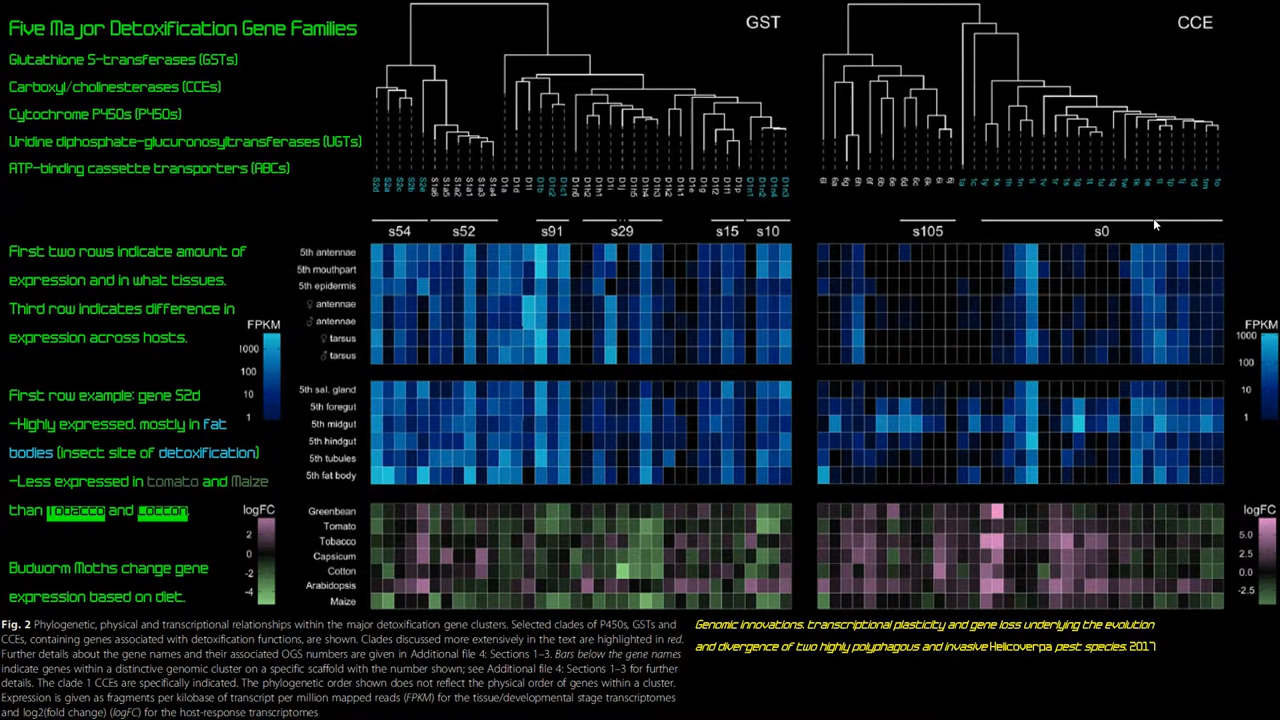 Five Major Detoxification Gene Families
Glutathione S-transferases (GSTs)
Carboxyl/cholinesterases (CCEs)
Cytochrome P450s (P450s)
Uridine diphosphate-glucuronosyltransferases (UGTs)
ATP-binding cassette transporters (ABCs)
First two rows indicate amount of
expression and in what tissues.
Third row indicates difference in
expression across hosts.
First row example: gene S2d
-Highly expressed, mostly in fat
bodies (insect site of detoxification)
-Less expressed in tomato and Maize
than Tobacco and Cotton.
Budworm Moths change gene
expression based on diet.
GST
CCE
s54 s52 s91 s29 s15 s10
s105 s0
5th antennae
5th mouthpart
5th epidermis
♀ antennae
♂ antennae
♀ tarsus
♂ tarsus
FPKM
1000
100
10
1
5th sal. gland
5th foregut
5th midgut
5th hindgut
5th tubules
5th fat body
FPKM
1000
100
10
1
logFC
2
0
-2
-4
Greenbean
Tomato
Tobacco
Capsicum
Cotton
Arabidopsis
Maize
logFC
5.0
2.5
0.0
-2.5
Fig. 2 Phylogenetic, physical and transcriptional relationships within the major detoxification gene clusters. Selected clades of P450s, GSTs and
CCEs, containing genes associated with detoxification functions, are shown. Clades discussed more extensively in the text are highlighted in red.
Further details about the gene names and their associated OGS numbers are given in Additional file 4: Sections 1–3. Bars below the gene names
indicate genes within a distinctive genomic cluster on a specific scaffold with the number shown; see Additional file 4: Sections 1–3 for further
details. The clade 1 CCEs are specifically indicated. The phylogenetic order shown does not reflect the physical order of genes within a cluster.
Expression is given as fragments per kilobase of transcript per million mapped reads (FPKM) for the tissue/developmental stage transcriptomes
and log2(fold change) (logFC) for the host-response transcriptomes
Genomic innovations, transcriptional plasticity and gene loss underlying the evolution
and divergence of two highly polyphagous and invasive Helicoverpa pest species. 2017